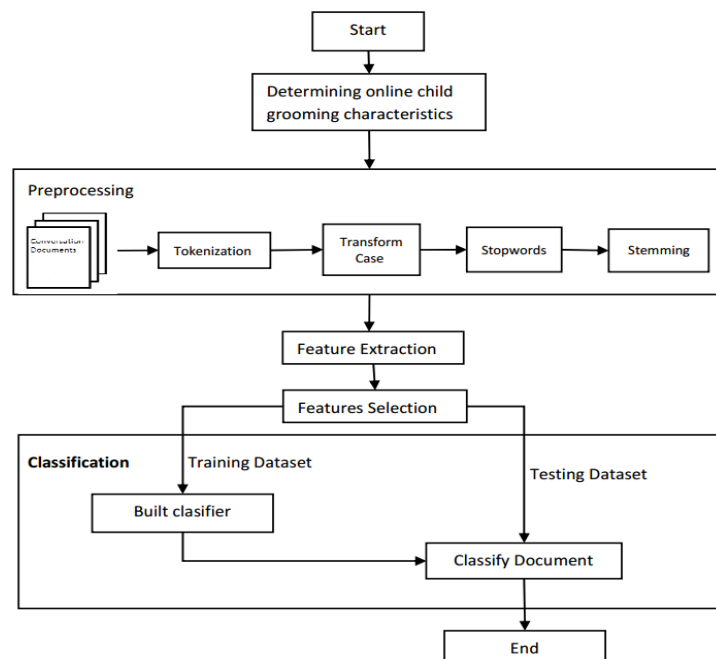 Start
Determining online child
grooming characteristics
Preprocessing
Conversation
Documents
Tokenization
Transform
Case
Stopwords
Stemming
Feature Extraction
Features Selection
Classification
Training Dataset
Testing Dataset
Built clasifier
Classify Document
End